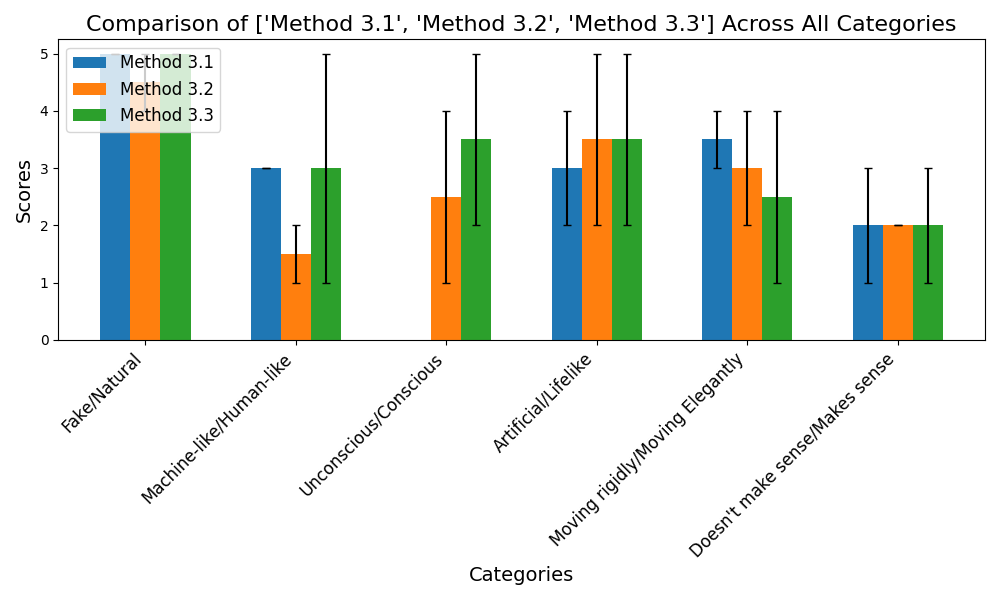 Comparison of ['Method 3.1', 'Method 3.2', 'Method 3.3'] Across All Categories
Method 3.1
Method 3.2
Method 3.3
Scores
5
4
3
2
1
0
Fake/Natural
Machine-like/Human-like
Unconscious/Conscious
Artificial/Lifelike
Moving rigidly/Moving Elegantly
Doesn't make sense/Makes sense
Categories